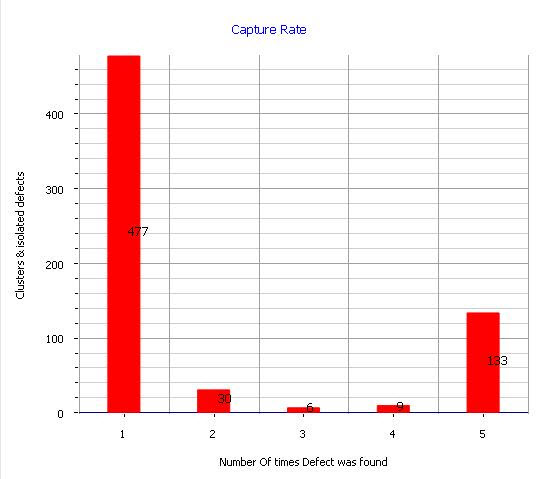 Capture Rate
400
300
200
100
0
Clusters & isolated defects
477
30
6
9
133
1 2 3 4 5
Number Of times Defect was found